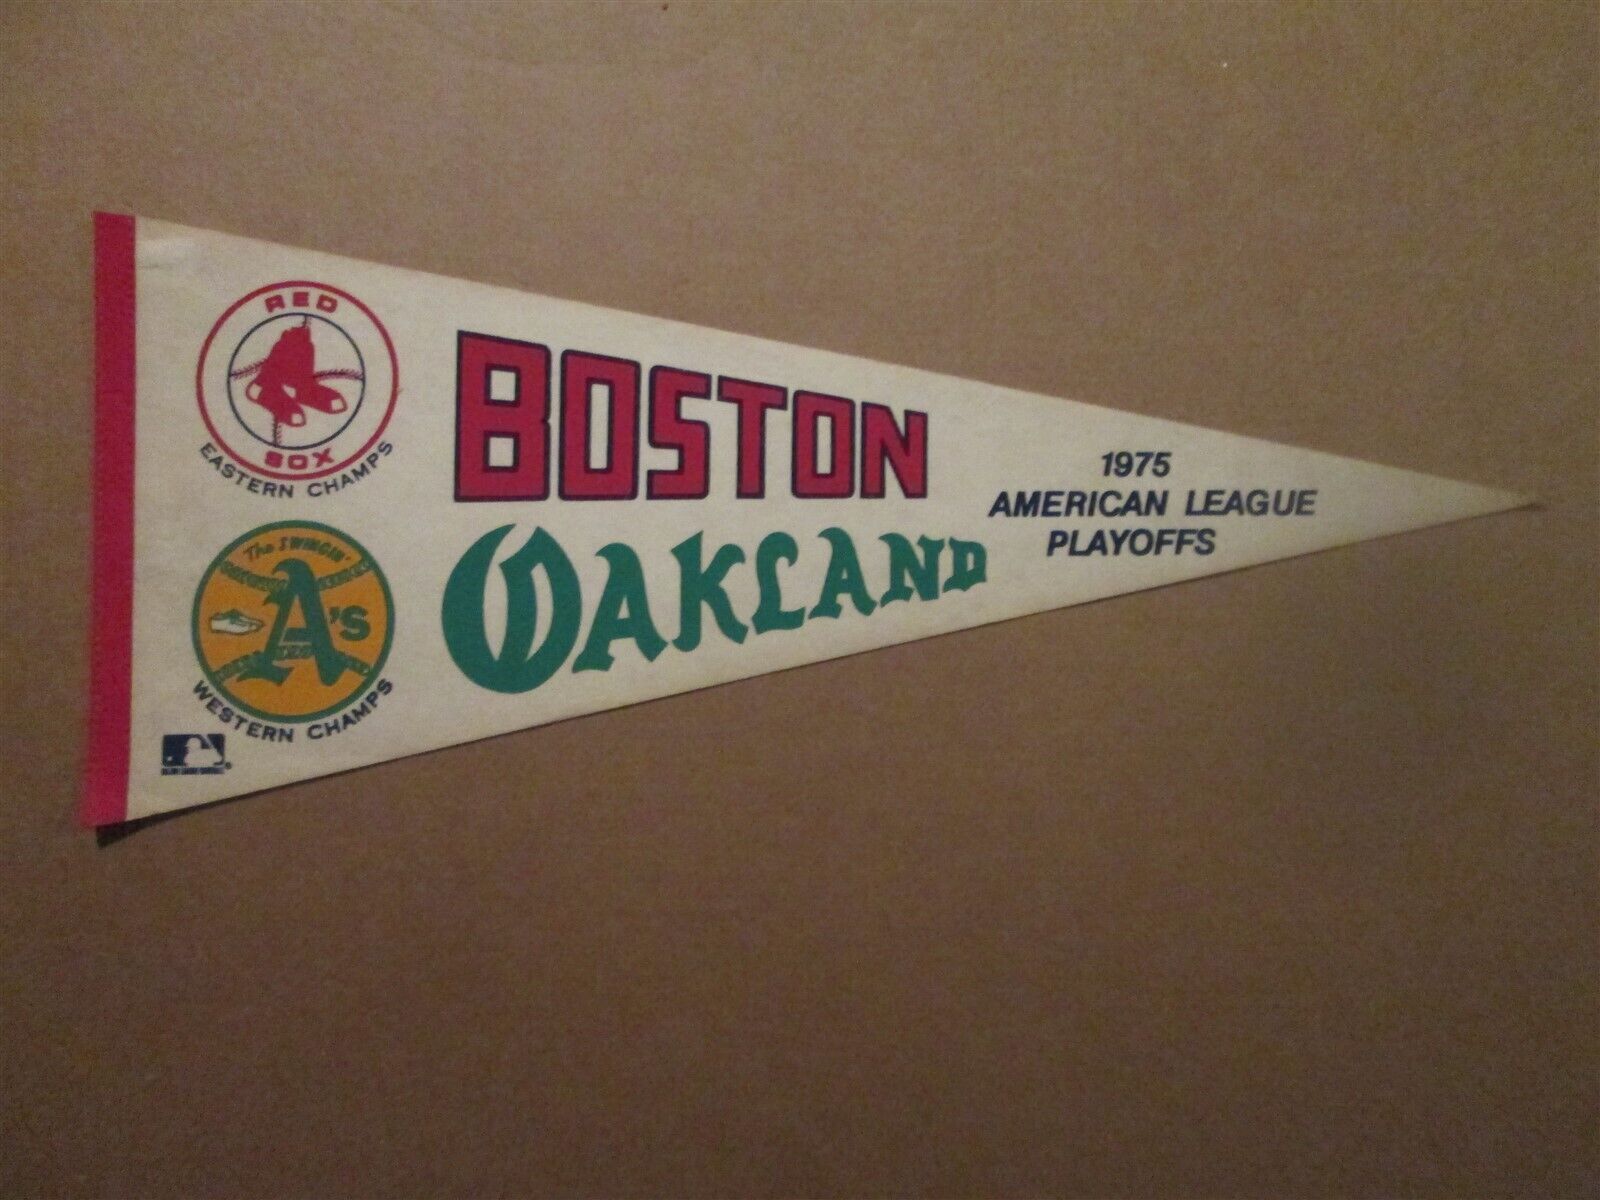 RED
SOX
EASTERN CHAMPS
The SWINGIN'
A's
WESTERN CHAMPS
BOSTON
OAKLAND
1975
AMERICAN LEAGUE
PLAYOFFS